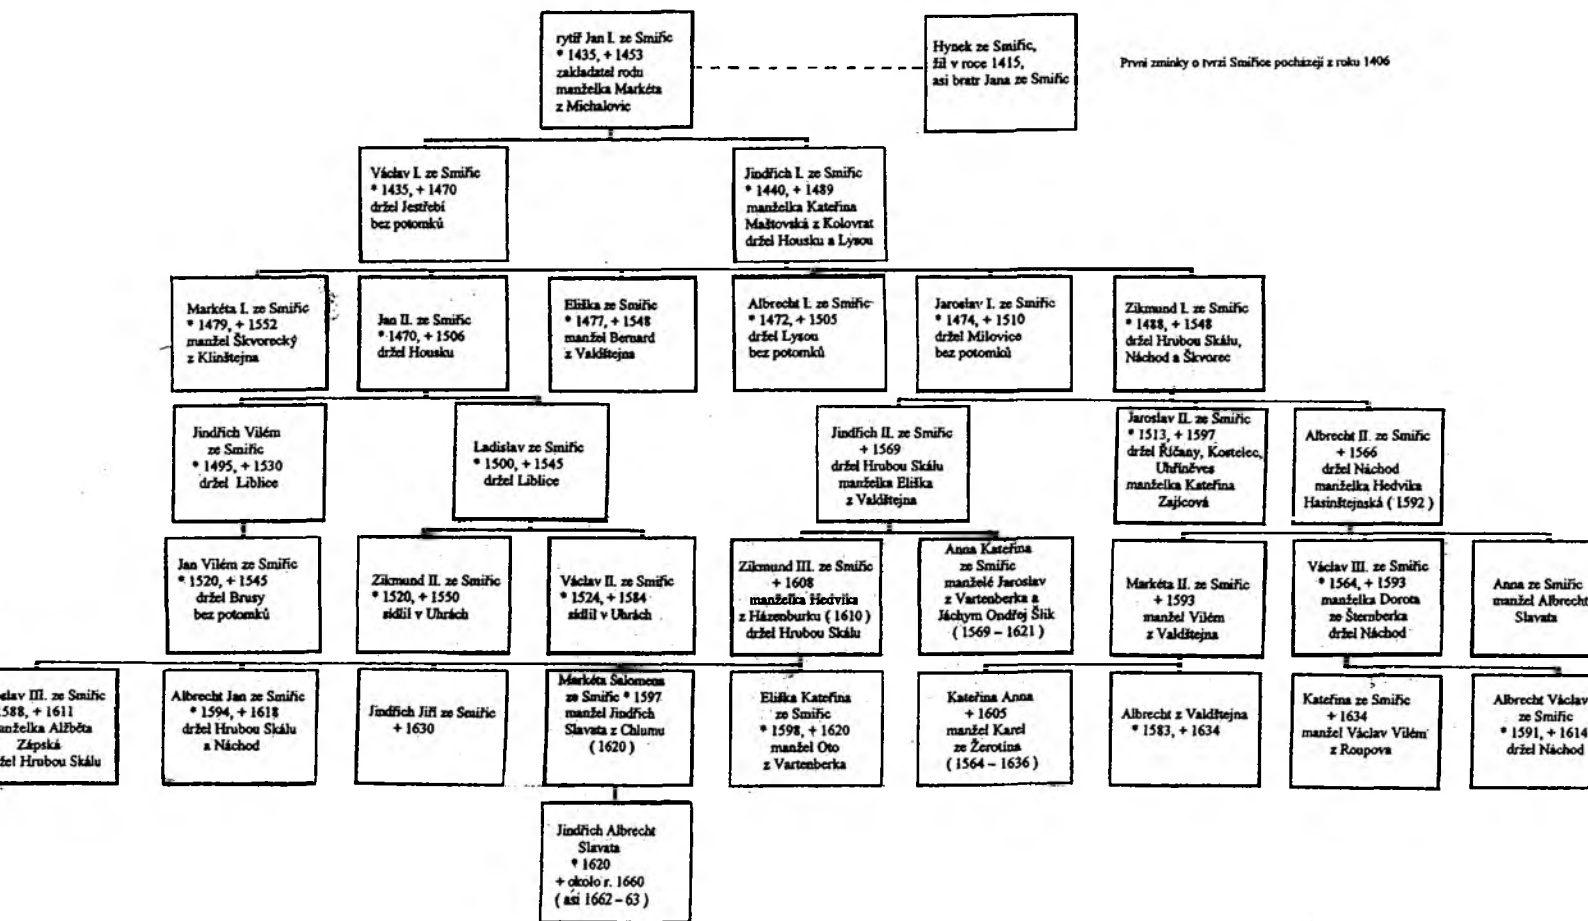 rytíř Jan I. ze Smiřic
* 1435, + 1453
zakladatel rodu
manželka Markéta
z Michalovic
Hynek ze Smiřic,
žil v roce 1415,
asi bratr Jana ze Smiřic
První zmínky o tvrzi Smiřice pocházejí z roku 1406
Václav I. ze Smiřic
* 1435, + 1470
držel Jestřebí
bez potomků
Jindřich I. ze Smiřic
* 1440, + 1489
manželka Kateřina
Maštovská z Kolovrat
držel Housku a Lysou
Markéta I. ze Smiřic
* 1479, + 1552
manžel Škvorecký
z Klinštejna
Jan II. ze Smiřic
* 1470, + 1506
držel Housku
Eliška ze Smiřic
* 1477, + 1548
manžel Bernard
z Valdštejna
Albrecht I. ze Smiřic
* 1472, + 1505
držel Lysou
bez potomků
Jaroslav I. ze Smiřic
* 1474, + 1510
držel Milovice
bez potomků
Zikmund I. ze Smiřic
* 1488, + 1548
držel Hrubou Skálu,
Náchod a Škvorec
Jindřich Vilém
ze Smiřic
* 1495, + 1530
držel Liblice
Ladislav ze Smiřic
* 1500, + 1545
držel Liblice
Jindřich II. ze Smiřic
+ 1569
držel Hrubou Skálu
manželka Eliška
z Valdštejna
Jaroslav II. ze Smiřic
* 1513, + 1597
držel Říčany, Kostelec,
Uhříněves
manželka Kateřina
Zajícová
Albrecht II. ze Smiřic
+ 1566
držel Náchod
manželka Hedvika
Hasinštejnská ( 1592 )
Jan Vilém ze Smiřic
* 1520, + 1545
držel Brusy
bez potomků
Zikmund II. ze Smiřic
* 1520, + 1550
sídlil v Uhrách
Václav II. ze Smiřic
* 1524, + 1584
sídlil v Uhrách
Zikmund III. ze Smiřic
+ 1608
manželka Hedvika
z Házenburku ( 1610 )
držel Hrubou Skálu
Anna Kateřina
ze Smiřic
manželé Jaroslav
z Vartenberka a
Jáchym Ondřej Šlik
( 1569 – 1621 )
Markéta II. ze Smiřic
+ 1593
manžel Vilém
z Valdštejna
Václav III. ze Smiřic
* 1564, + 1593
manželka Dorota
ze Šternberka
držel Náchod
Anna ze Smiřic
manžel Albrecht
Slavata
slav III. ze Smiřic
1588, + 1611
anželka Alžběta
Zápská
žel Hrubou Skálu
Albrecht Jan ze Smiřic
* 1594, + 1618
držel Hrubou Skálu
a Náchod
Jindřich Jiří ze Smiřic
+ 1630
Markéta Salomena
ze Smiřic * 1597
manžel Jindřich
Slavata z Chlumu
( 1620 )
Eliška Kateřina
ze Smiřic
* 1598, + 1620
manžel Oto
z Vartenberka
Kateřina Anna
+ 1605
manžel Karel
ze Žerotína
( 1564 – 1636 )
Albrecht z Valdštejna
* 1583, + 1634
Kateřina ze Smiřic
+ 1634
manžel Václav Vilém
z Roupova
Albrecht Václav
ze Smiřic
* 1591, + 1614
držel Náchod
Jindřich Albrecht
Slavata
* 1620
+ okolo r. 1660
( asi 1662 – 63 )